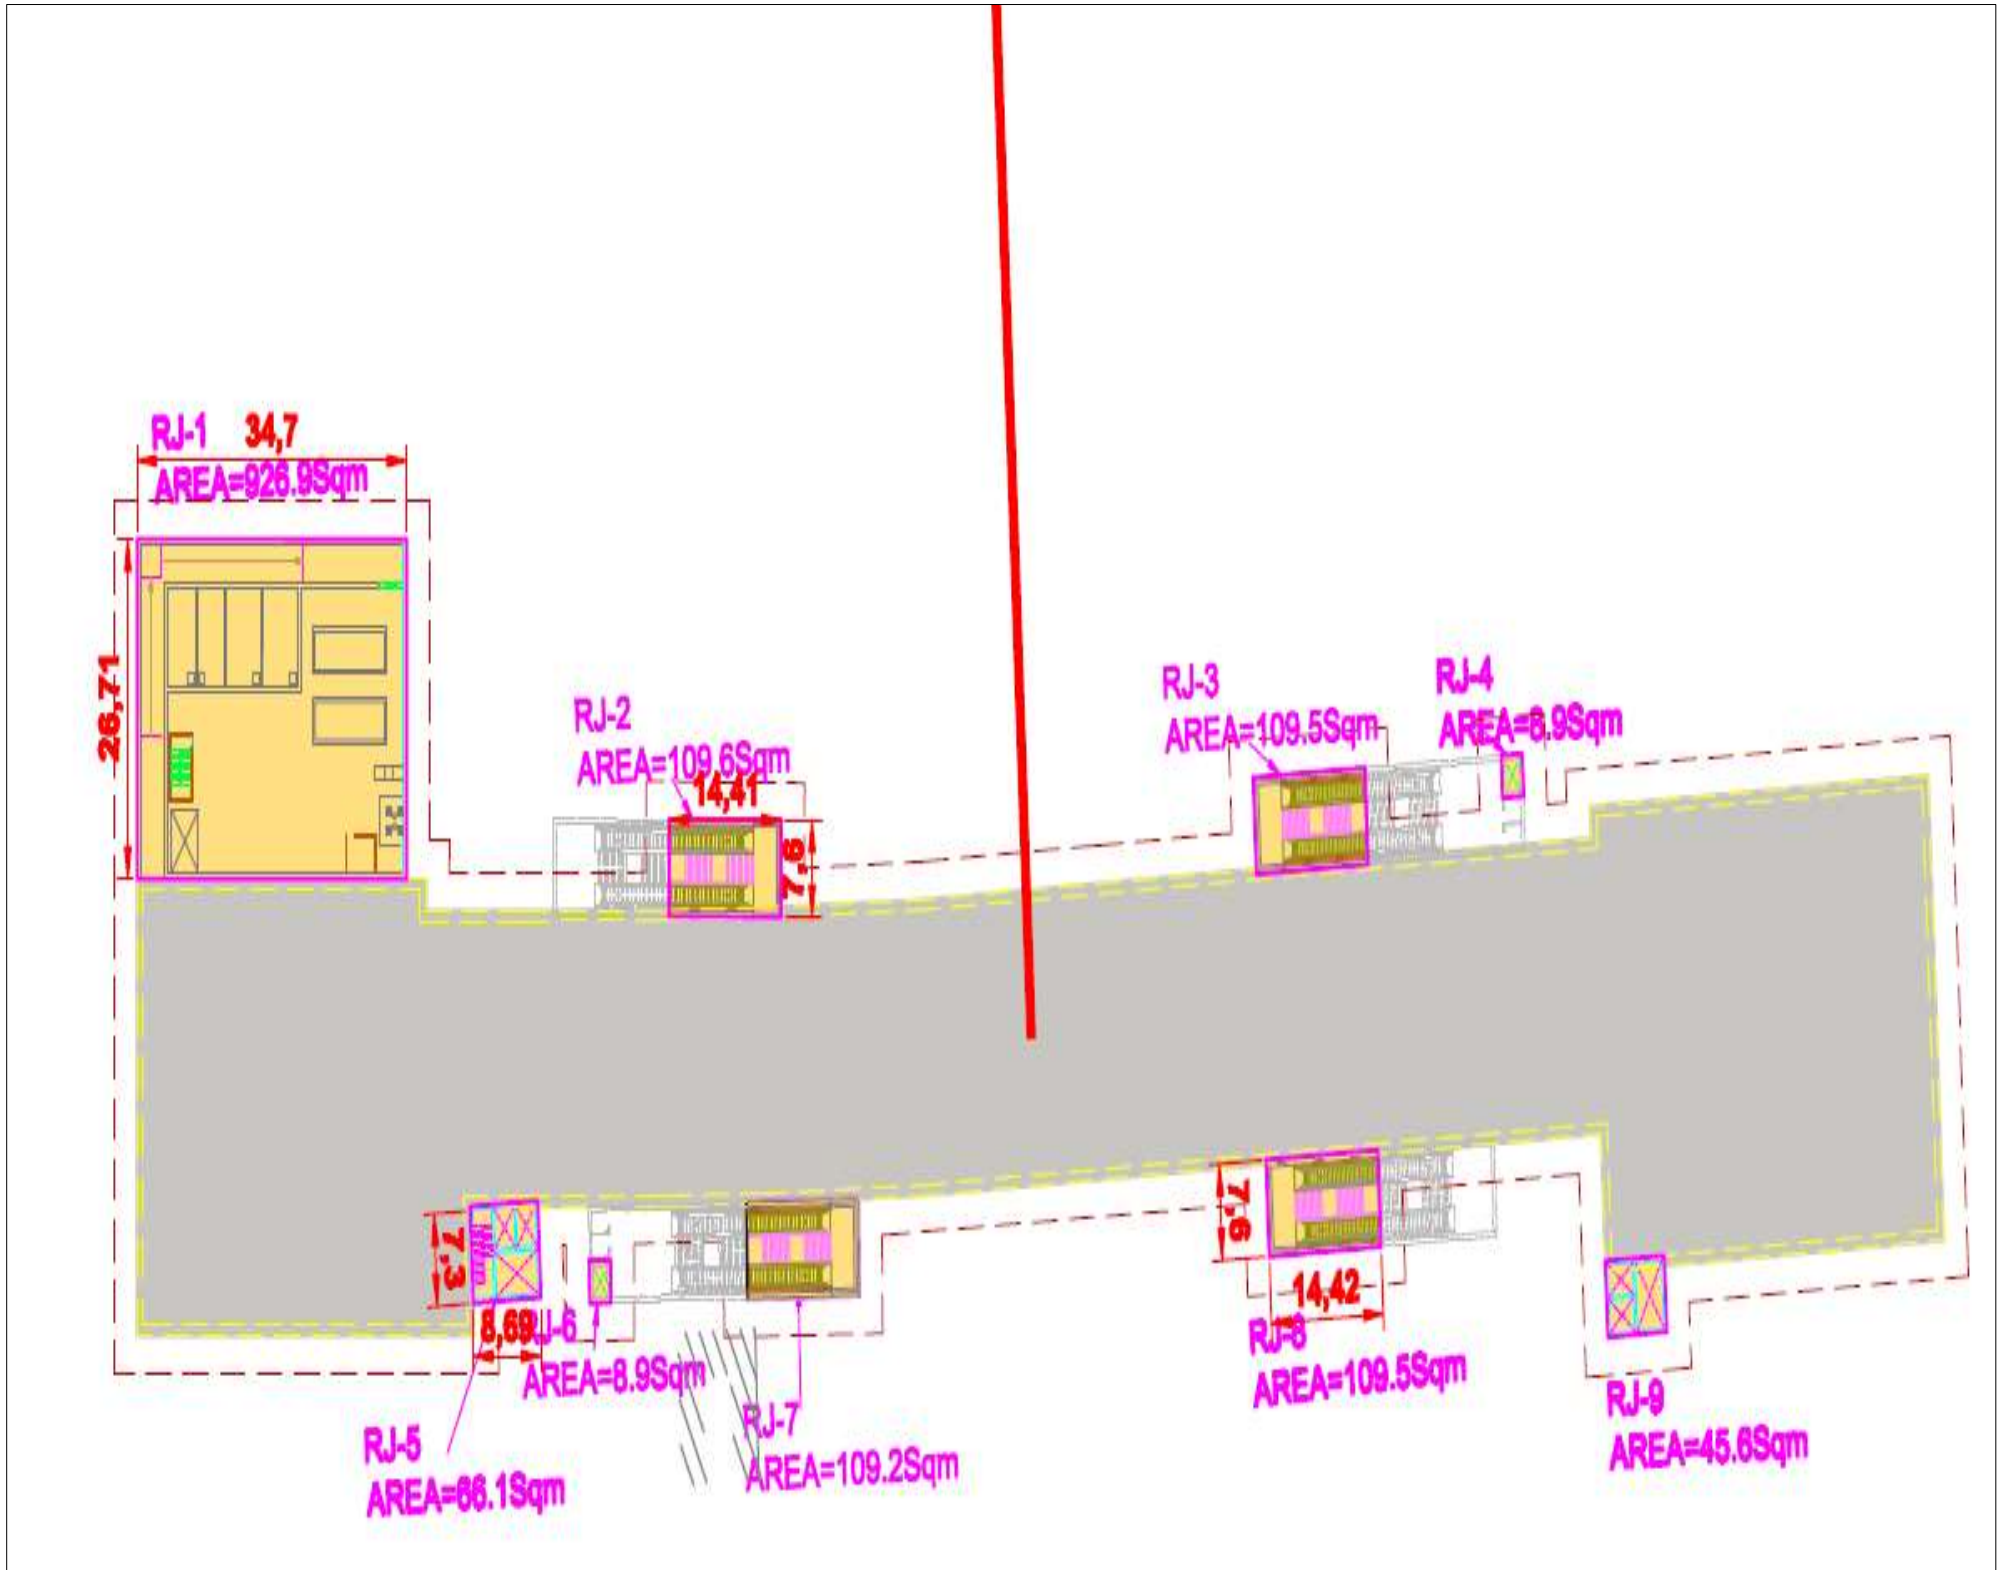 RJ-1
34,7
AREA=926.9Sqm
26,71
RJ-2
AREA=109.6Sqm
14,41
7,6
RJ-3
AREA=109.5Sqm
RJ-4
AREA=8.9Sqm
7,3
8,69
RJ-6
AREA=8.9Sqm
RJ-5
AREA=66.1Sqm
RJ-7
AREA=109.2Sqm
7,6
14,42
RJ-8
AREA=109.5Sqm
RJ-9
AREA=45.6Sqm